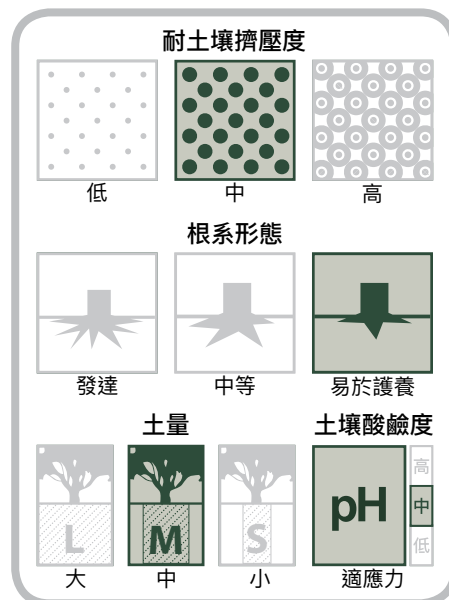 耐土壤擠壓度
低 中 高
根系形態
發達 中等 易於護養
土量 土壤酸鹼度
L M S pH 高
中
低
大 中 小 適應力